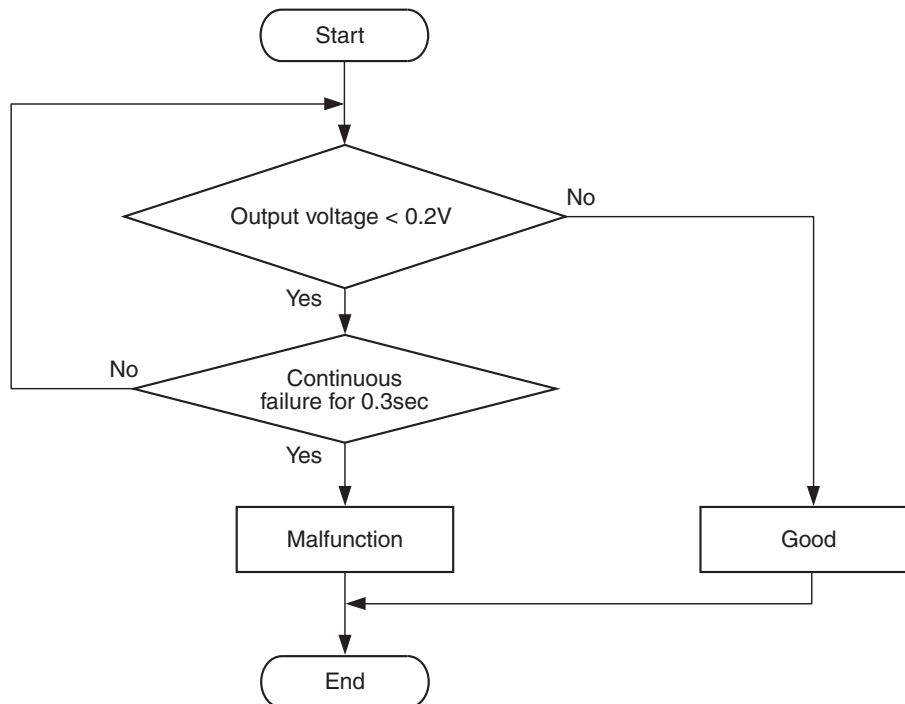 Start
Output voltage < 0.2V
No
Yes
No
Continuous
failure for 0.3sec
Yes
Malfunction
Good
End